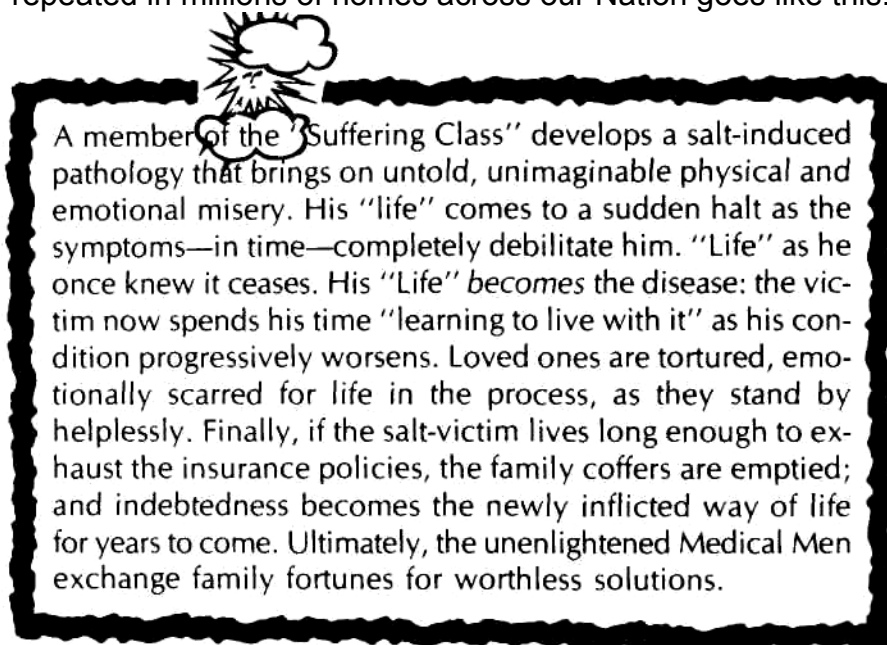 repeated in millions of homes across our Nation goes like this:
A member of the "Suffering Class" develops a salt-induced
pathology that brings on untold, unimaginable physical and
emotional misery. His "life" comes to a sudden halt as the
symptoms—in time—completely debilitate him. "Life" as he
once knew it ceases. His "Life" becomes the disease: the vic-
tim now spends his time "learning to live with it" as his con-
dition progressively worsens. Loved ones are tortured, emo-
tionally scarred for life in the process, as they stand by
helplessly. Finally, if the salt-victim lives long enough to ex-
haust the insurance policies, the family coffers are emptied;
and indebtedness becomes the newly inflicted way of life
for years to come. Ultimately, the unenlightened Medical Men
exchange family fortunes for worthless solutions.